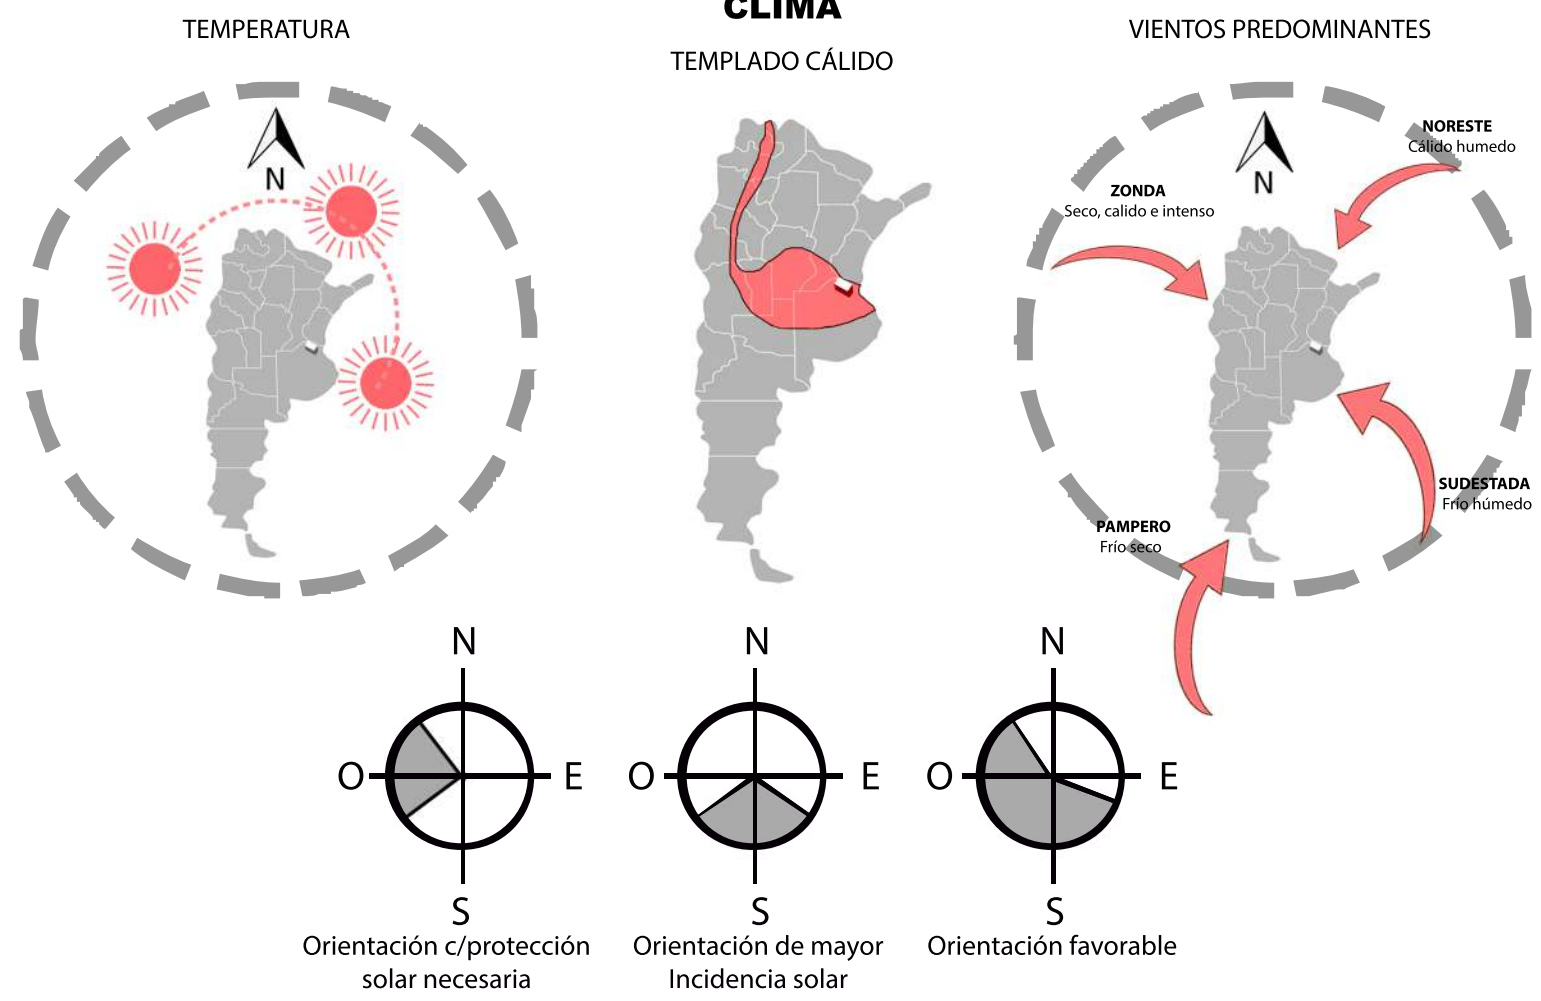 CLIMA
TEMPERATURA
TEMPLADO CÁLIDO
VIENTOS PREDOMINANTES
N
N
NORESTE
Cálido humedo
ZONDA
Seco, calido e intenso
SUDESTADA
Frío húmedo
PAMPERO
Frío seco
N
O
E
S
Orientación c/protección
solar necesaria
N
O
E
S
Orientación de mayor
Incidencia solar
N
O
E
S
Orientación favorable